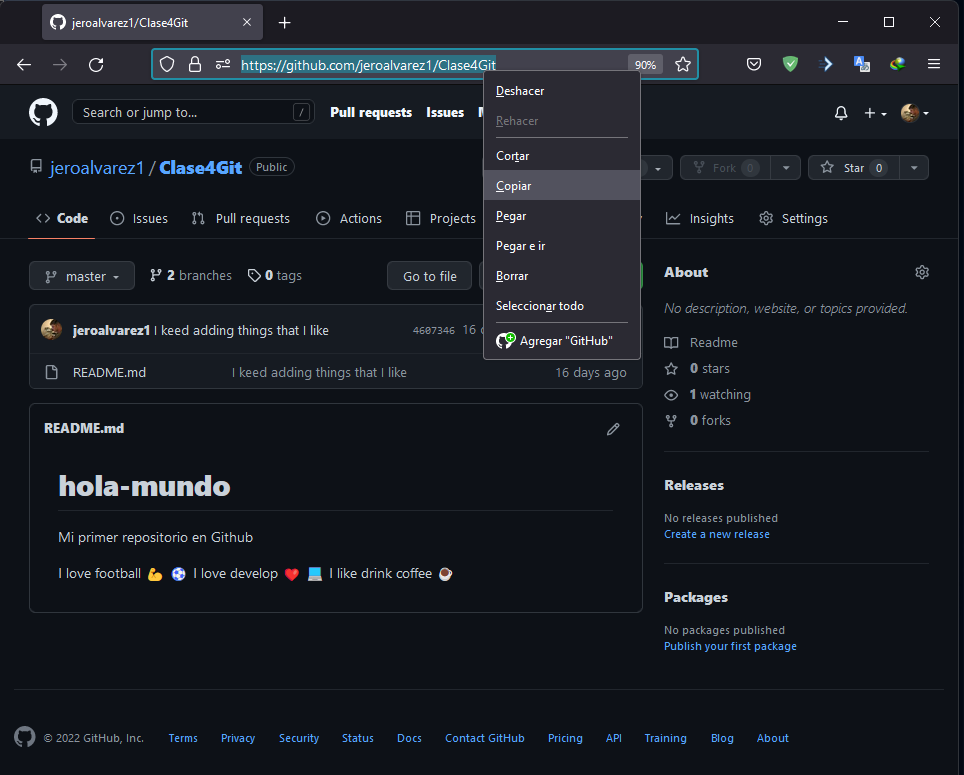 jeroalvarez1/Clase4Git
https://github.com/jeroalvarez1/Clase4Git
90%
Deshacer
Rehacer
Cortar
Copiar
Pegar
Pegar e ir
Borrar
Seleccionar todo
Agregar "GitHub"
Search or jump to...
/
Pull requests
Issues
jeroalvarez1 / Clase4Git
Public
Fork 0
Star 0
Code
Issues
Pull requests
Actions
Projects
Insights
Settings
master
2 branches
0 tags
Go to file
jeroalvarez1 I keed adding things that I like
4607346
16
README.md
I keed adding things that I like
16 days ago
README.md
hola-mundo
Mi primer repositorio en Github
I love football 💪 ⚽ I love develop ❤️ 💻 I like drink coffee ☕
About
No description, website, or topics provided.
Readme
0 stars
1 watching
0 forks
Releases
No releases published
Create a new release
Packages
No packages published
Publish your first package
© 2022 GitHub, Inc.
Terms
Privacy
Security
Status
Docs
Contact GitHub
Pricing
API
Training
Blog
About